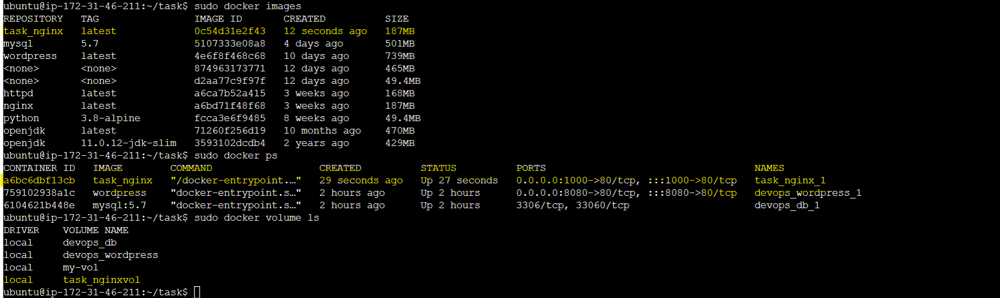 ubuntu@ip-172-31-46-211:~/task$ sudo docker images
REPOSITORY   TAG                IMAGE ID       CREATED          SIZE
task_nginx   latest             0c54d31e2f43   12 seconds ago   187MB
mysql        5.7                5107333e08a8   4 days ago       501MB
wordpress    latest             4e6f8f468c68   10 days ago      739MB
<none>       <none>             874963173771   12 days ago      465MB
<none>       <none>             d2aa77c9f97f   12 days ago      49.4MB
httpd        latest             a6ca7b52a415   3 weeks ago      168MB
nginx        latest             a6bd71f48f68   3 weeks ago      187MB
python       3.8-alpine         fcca3e6f9485   8 weeks ago      49.4MB
openjdk      latest             71260f256d19   10 months ago    470MB
openjdk      11.0.12-jdk-slim   3593102dcdb4   2 years ago      429MB
ubuntu@ip-172-31-46-211:~/task$ sudo docker ps
CONTAINER ID   IMAGE        COMMAND                  CREATED          STATUS          PORTS                                   NAMES
a6bc6dbf13cb   task_nginx   "/docker-entrypoint.…"   29 seconds ago   Up 27 seconds   0.0.0.0:1000->80/tcp, :::1000->80/tcp   task_nginx_1
759102938a1c   wordpress    "docker-entrypoint.s…"   2 hours ago      Up 2 hours      0.0.0.0:8080->80/tcp, :::8080->80/tcp   devops_wordpress_1
6104621b448e   mysql:5.7    "docker-entrypoint.s…"   2 hours ago      Up 2 hours      3306/tcp, 33060/tcp                     devops_db_1
ubuntu@ip-172-31-46-211:~/task$ sudo docker volume ls
DRIVER    VOLUME NAME
local     devops_db
local     devops_wordpress
local     my-vol
local     task_nginxvol
ubuntu@ip-172-31-46-211:~/task$